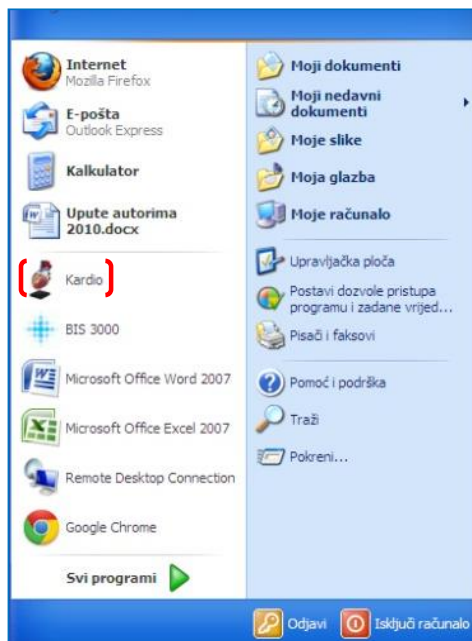 Internet
Mozilla Firefox
E-pošta
Outlook Express
Kalkulator
Upute autorima
2010.docx
Kardio
BIS 3000
Microsoft Office Word 2007
Microsoft Office Excel 2007
Remote Desktop Connection
Google Chrome
Svi programi
Moji dokumenti
Moji nedavni
dokumenti
Moje slike
Moja glazba
Moje računalo
Upravljačka ploča
Postavi dozvole pristupa
programu i zadane vrijed...
Pisači i faksovi
Pomoć i podrška
Traži
Pokreni...
Odjavi
Isključi računalo